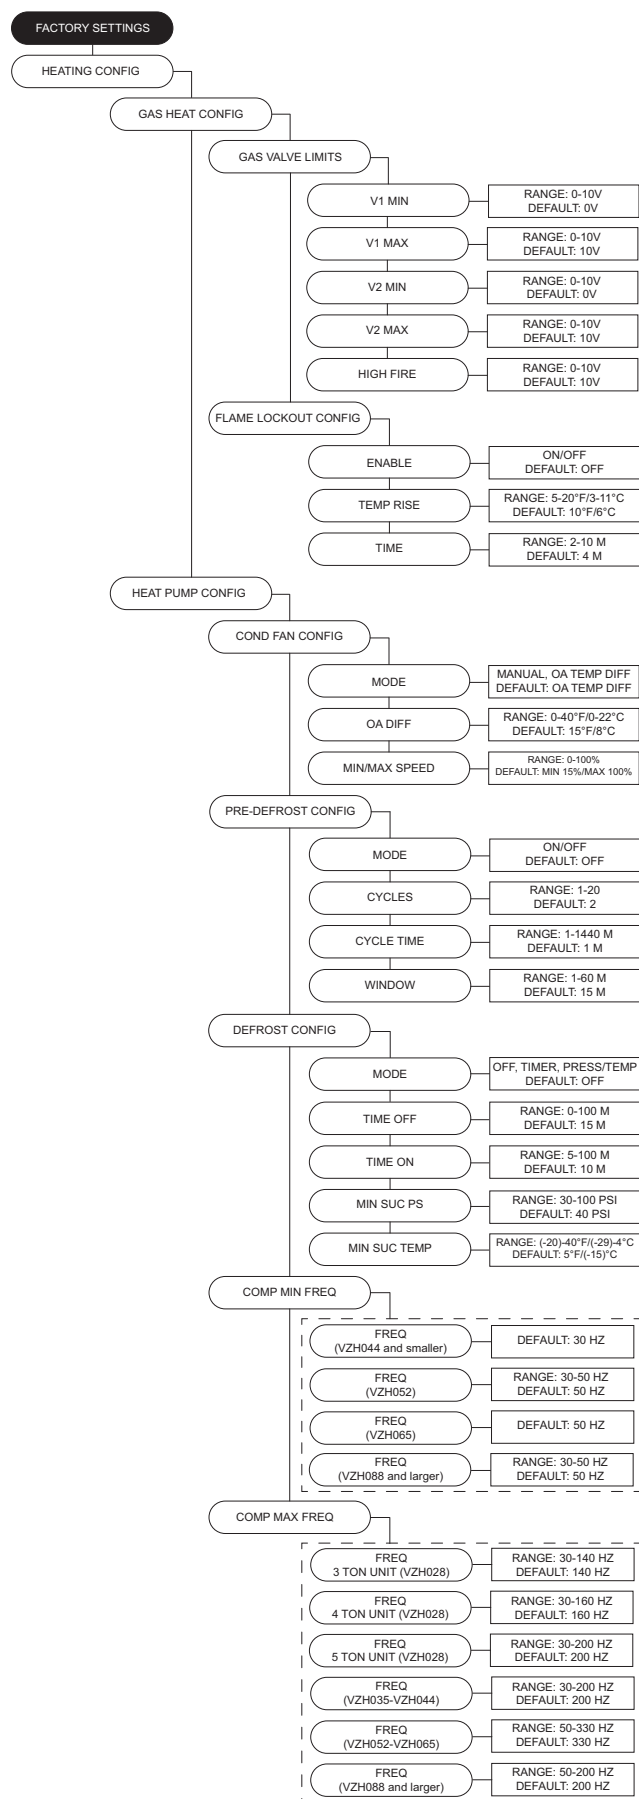 FACTORY SETTINGS
HEATING CONFIG
GAS HEAT CONFIG
GAS VALVE LIMITS
V1 MIN
RANGE: 0-10V
DEFAULT: 0V
V1 MAX
RANGE: 0-10V
DEFAULT: 10V
V2 MIN
RANGE: 0-10V
DEFAULT: 0V
V2 MAX
RANGE: 0-10V
DEFAULT: 10V
HIGH FIRE
RANGE: 0-10V
DEFAULT: 10V
FLAME LOCKOUT CONFIG
ENABLE
ON/OFF
DEFAULT: OFF
TEMP RISE
RANGE: 5-20°F/3-11°C
DEFAULT: 10°F/6°C
TIME
RANGE: 2-10 M
DEFAULT: 4 M
HEAT PUMP CONFIG
COND FAN CONFIG
MODE
MANUAL, OA TEMP DIFF
DEFAULT: OA TEMP DIFF
OA DIFF
RANGE: 0-40°F/0-22°C
DEFAULT: 15°F/8°C
MIN/MAX SPEED
RANGE: 0-100%
DEFAULT: MIN 15%/MAX 100%
PRE-DEFROST CONFIG
MODE
ON/OFF
DEFAULT: OFF
CYCLES
RANGE: 1-20
DEFAULT: 2
CYCLE TIME
RANGE: 1-1440 M
DEFAULT: 1 M
WINDOW
RANGE: 1-60 M
DEFAULT: 15 M
DEFROST CONFIG
MODE
OFF, TIMER, PRESS/TEMP
DEFAULT: OFF
TIME OFF
RANGE: 0-100 M
DEFAULT: 15 M
TIME ON
RANGE: 5-100 M
DEFAULT: 10 M
MIN SUC PS
RANGE: 30-100 PSI
DEFAULT: 40 PSI
MIN SUC TEMP
RANGE: (-20)-40°F/(-29)-4°C
DEFAULT: 5°F/(-15)°C
COMP MIN FREQ
FREQ
(VZH044 and smaller)
DEFAULT: 30 HZ
FREQ
(VZH052)
RANGE: 30-50 HZ
DEFAULT: 50 HZ
FREQ
(VZH065)
DEFAULT: 50 HZ
FREQ
(VZH088 and larger)
RANGE: 30-50 HZ
DEFAULT: 50 HZ
COMP MAX FREQ
FREQ
3 TON UNIT (VZH028)
RANGE: 30-140 HZ
DEFAULT: 140 HZ
FREQ
4 TON UNIT (VZH028)
RANGE: 30-160 HZ
DEFAULT: 160 HZ
FREQ
5 TON UNIT (VZH028)
RANGE: 30-200 HZ
DEFAULT: 200 HZ
FREQ
(VZH035-VZH044)
RANGE: 30-200 HZ
DEFAULT: 200 HZ
FREQ
(VZH052-VZH065)
RANGE: 50-330 HZ
DEFAULT: 330 HZ
FREQ
(VZH088 and larger)
RANGE: 50-200 HZ
DEFAULT: 200 HZ